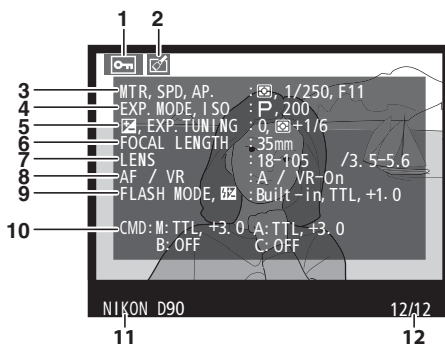 1 2
3 MTR, SPD, AP. : , 1/250, F11
4 EXP. MODE, ISO : P, 200
5 , EXP. TUNING : 0, +1/6
6 FOCAL LENGTH : 35mm
7 LENS : 18-105 /3.5-5.6
8 AF / VR : A / VR-On
9 FLASH MODE, : Built-in, TTL, +1.0
10 CMD: M: TTL, +3.0 A: TTL, +3.0
B: OFF C: OFF
NIKON D90 12/12
11 12